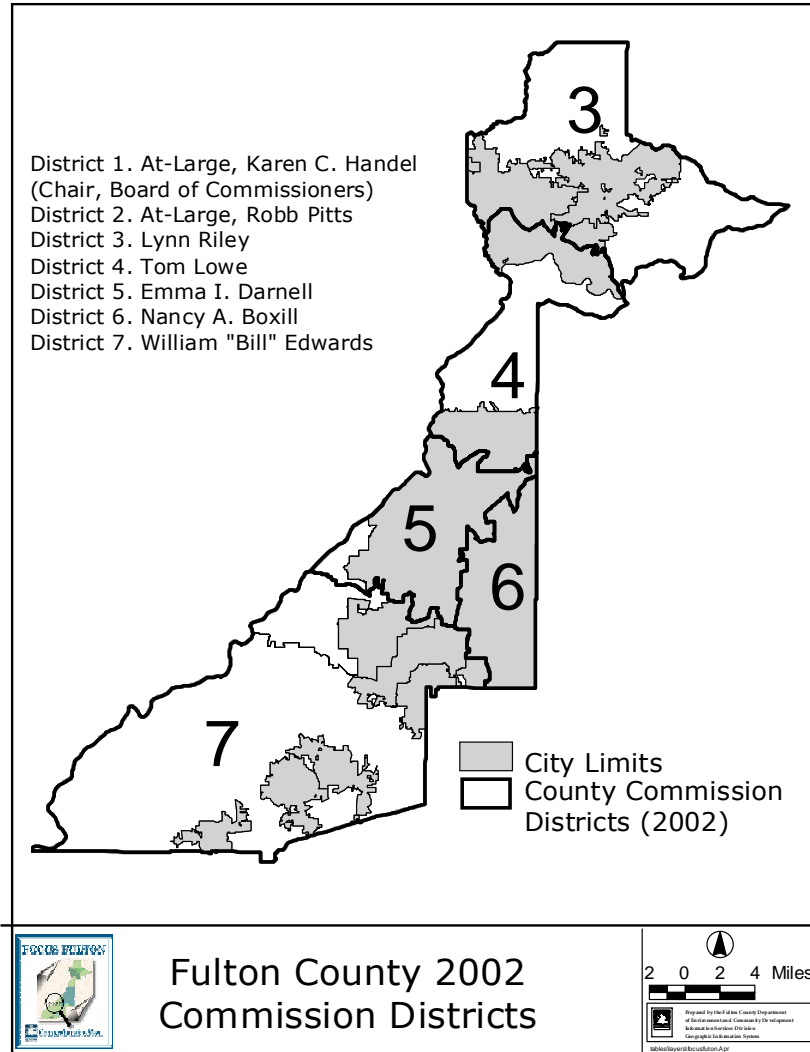 3
District 1. At-Large, Karen C. Handel
(Chair, Board of Commissioners)
District 2. At-Large, Robb Pitts
District 3. Lynn Riley
District 4. Tom Lowe
District 5. Emma I. Darnell
District 6. Nancy A. Boxill
District 7. William "Bill" Edwards
4
5
6
7
City Limits
County Commission
Districts (2002)
FOCUS FULTON
Fulton County 2002
Commission Districts
2 0 2 4 Miles
Prepared by the Fulton County Department
of Environment and Community Development
Information Services Division
Geographic Information System